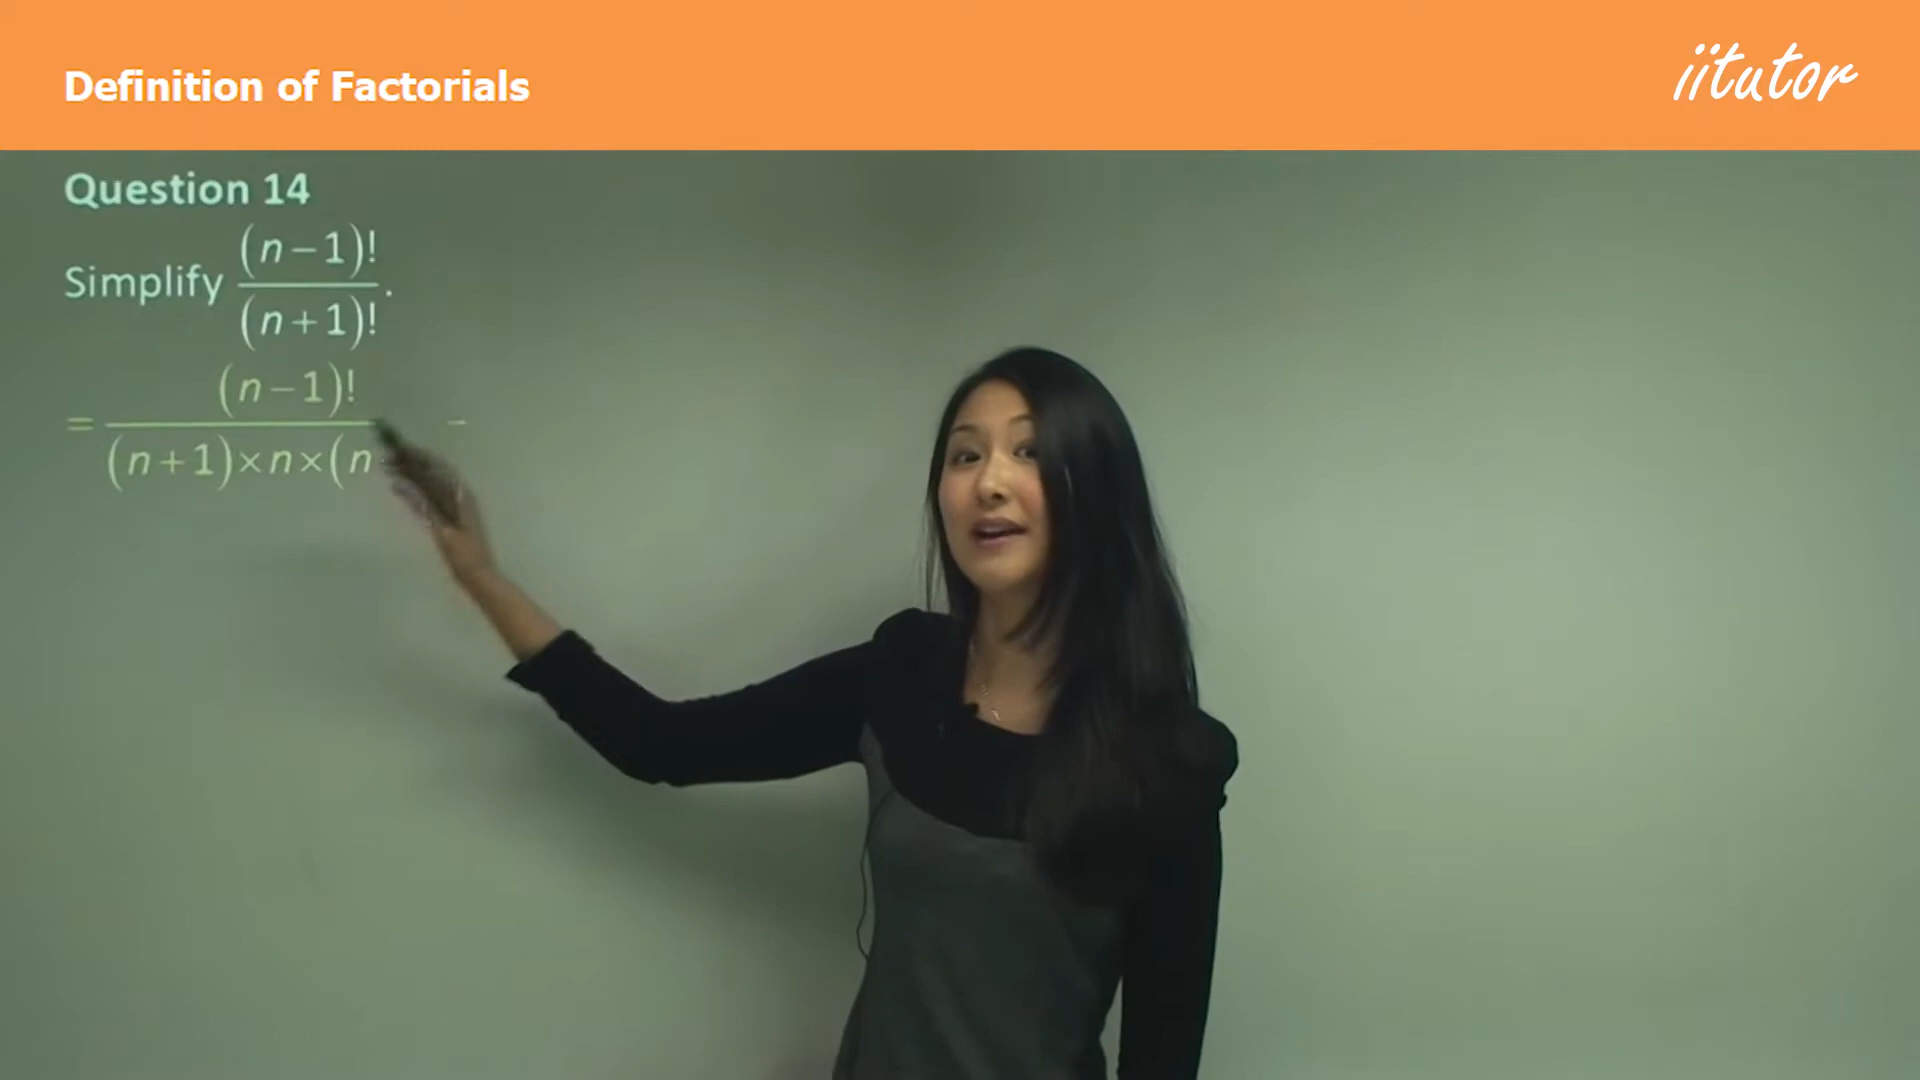 Definition of Factorials
iitutor
Question 14
Simplify (n−1)!/(n+1)!.
= (n−1)!/(n+1)×n×(n